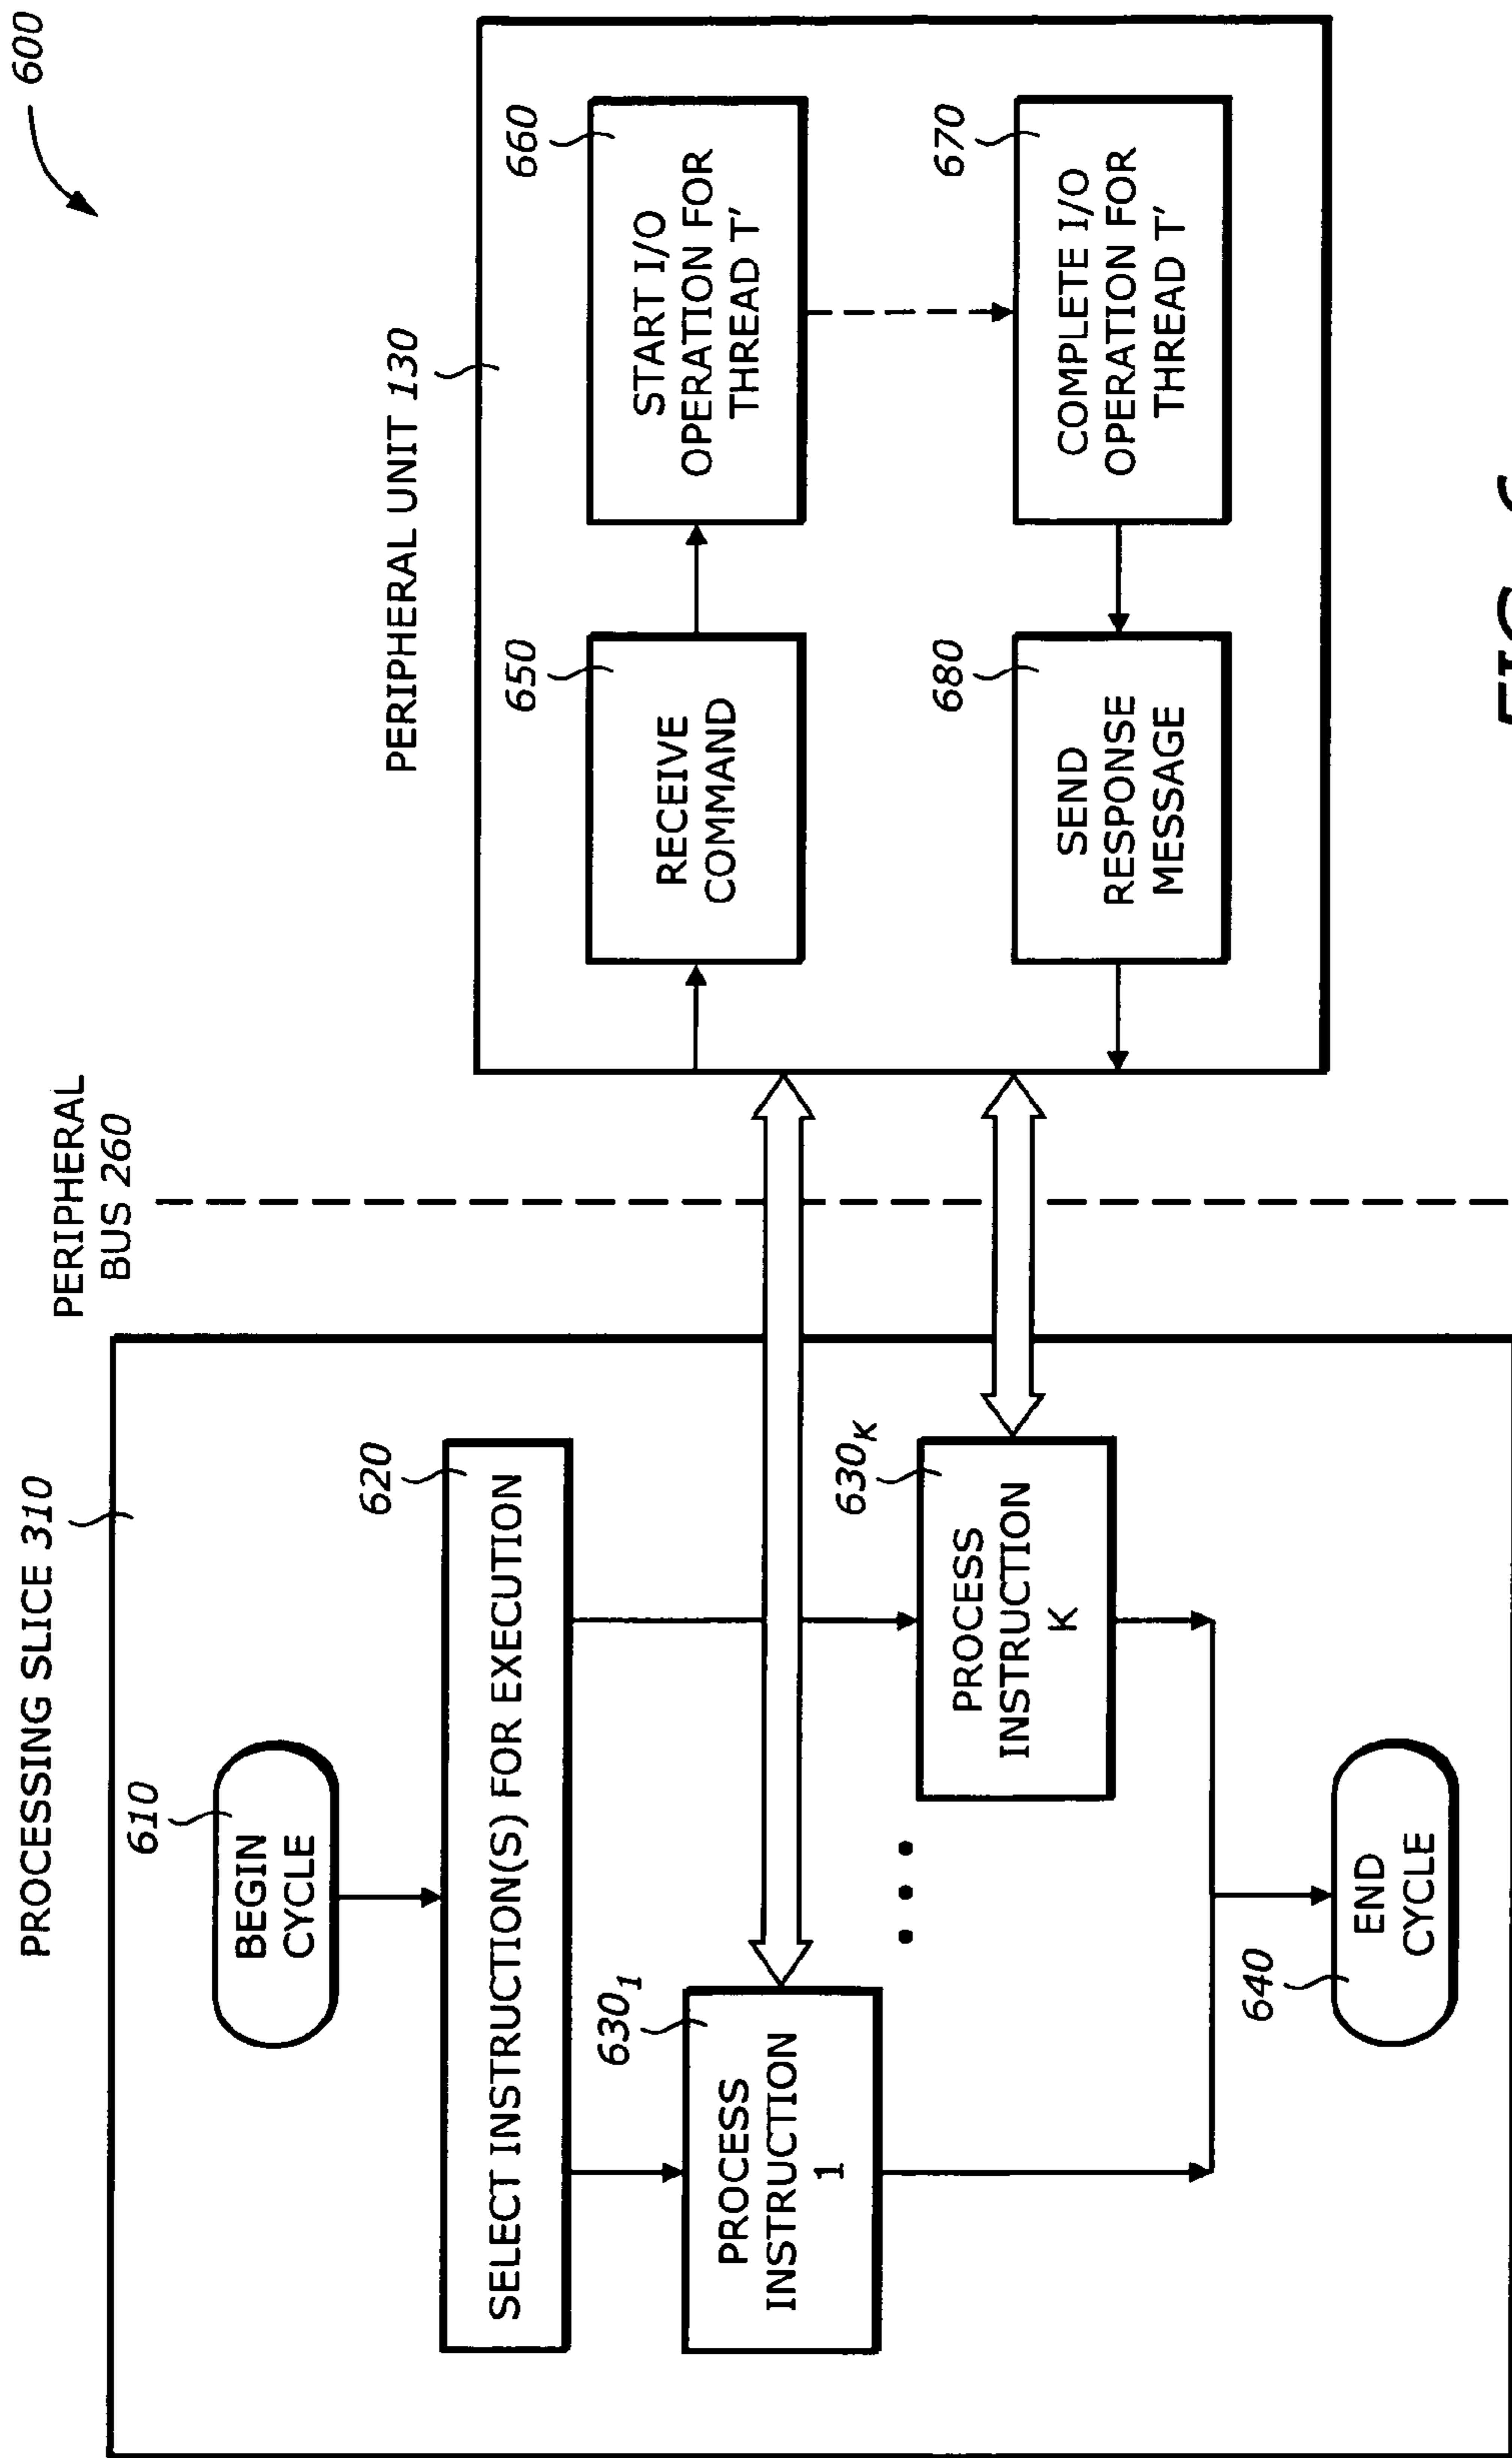 600
PROCESSING SLICE 310
610
BEGIN
CYCLE
620
SELECT INSTRUCTION(S) FOR EXECUTION
630₁
PROCESS
INSTRUCTION
1
630K
PROCESS
INSTRUCTION
K
640
END
CYCLE
PERIPHERAL
BUS 260
PERIPHERAL UNIT 130
650
RECEIVE
COMMAND
660
START I/O
OPERATION FOR
THREAD T'
670
COMPLETE I/O
OPERATION FOR
THREAD T'
680
SEND
RESPONSE
MESSAGE